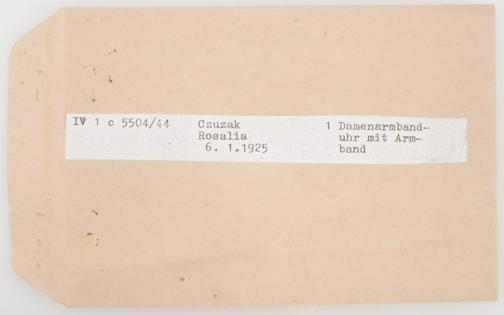 IV 1 c 5504/44 Czuzak 1 Damenarmband-
Rosalia uhr mit Arm-
6. 1.1925 band